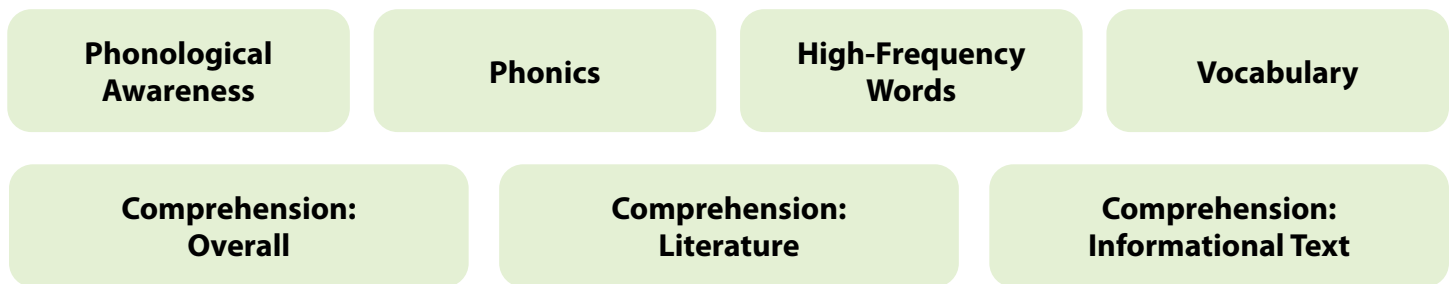 Phonological
Awareness
Phonics
High-Frequency
Words
Vocabulary
Comprehension:
Overall
Comprehension:
Literature
Comprehension:
Informational Text